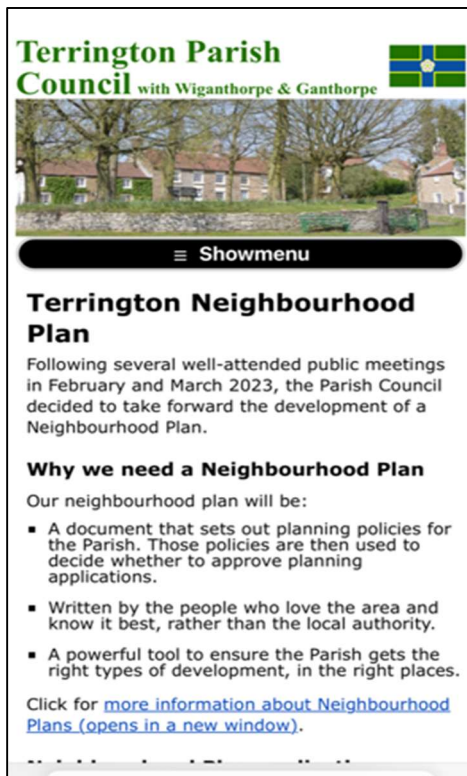 Terrington Parish
Council with Wiganthorpe & Ganthorpe
≡ Showmenu
Terrington Neighbourhood
Plan
Following several well-attended public meetings
in February and March 2023, the Parish Council
decided to take forward the development of a
Neighbourhood Plan.
Why we need a Neighbourhood Plan
Our neighbourhood plan will be:
▪ A document that sets out planning policies for
the Parish. Those policies are then used to
decide whether to approve planning
applications.
▪ Written by the people who love the area and
know it best, rather than the local authority.
▪ A powerful tool to ensure the Parish gets the
right types of development, in the right places.
Click for more information about Neighbourhood
Plans (opens in a new window).